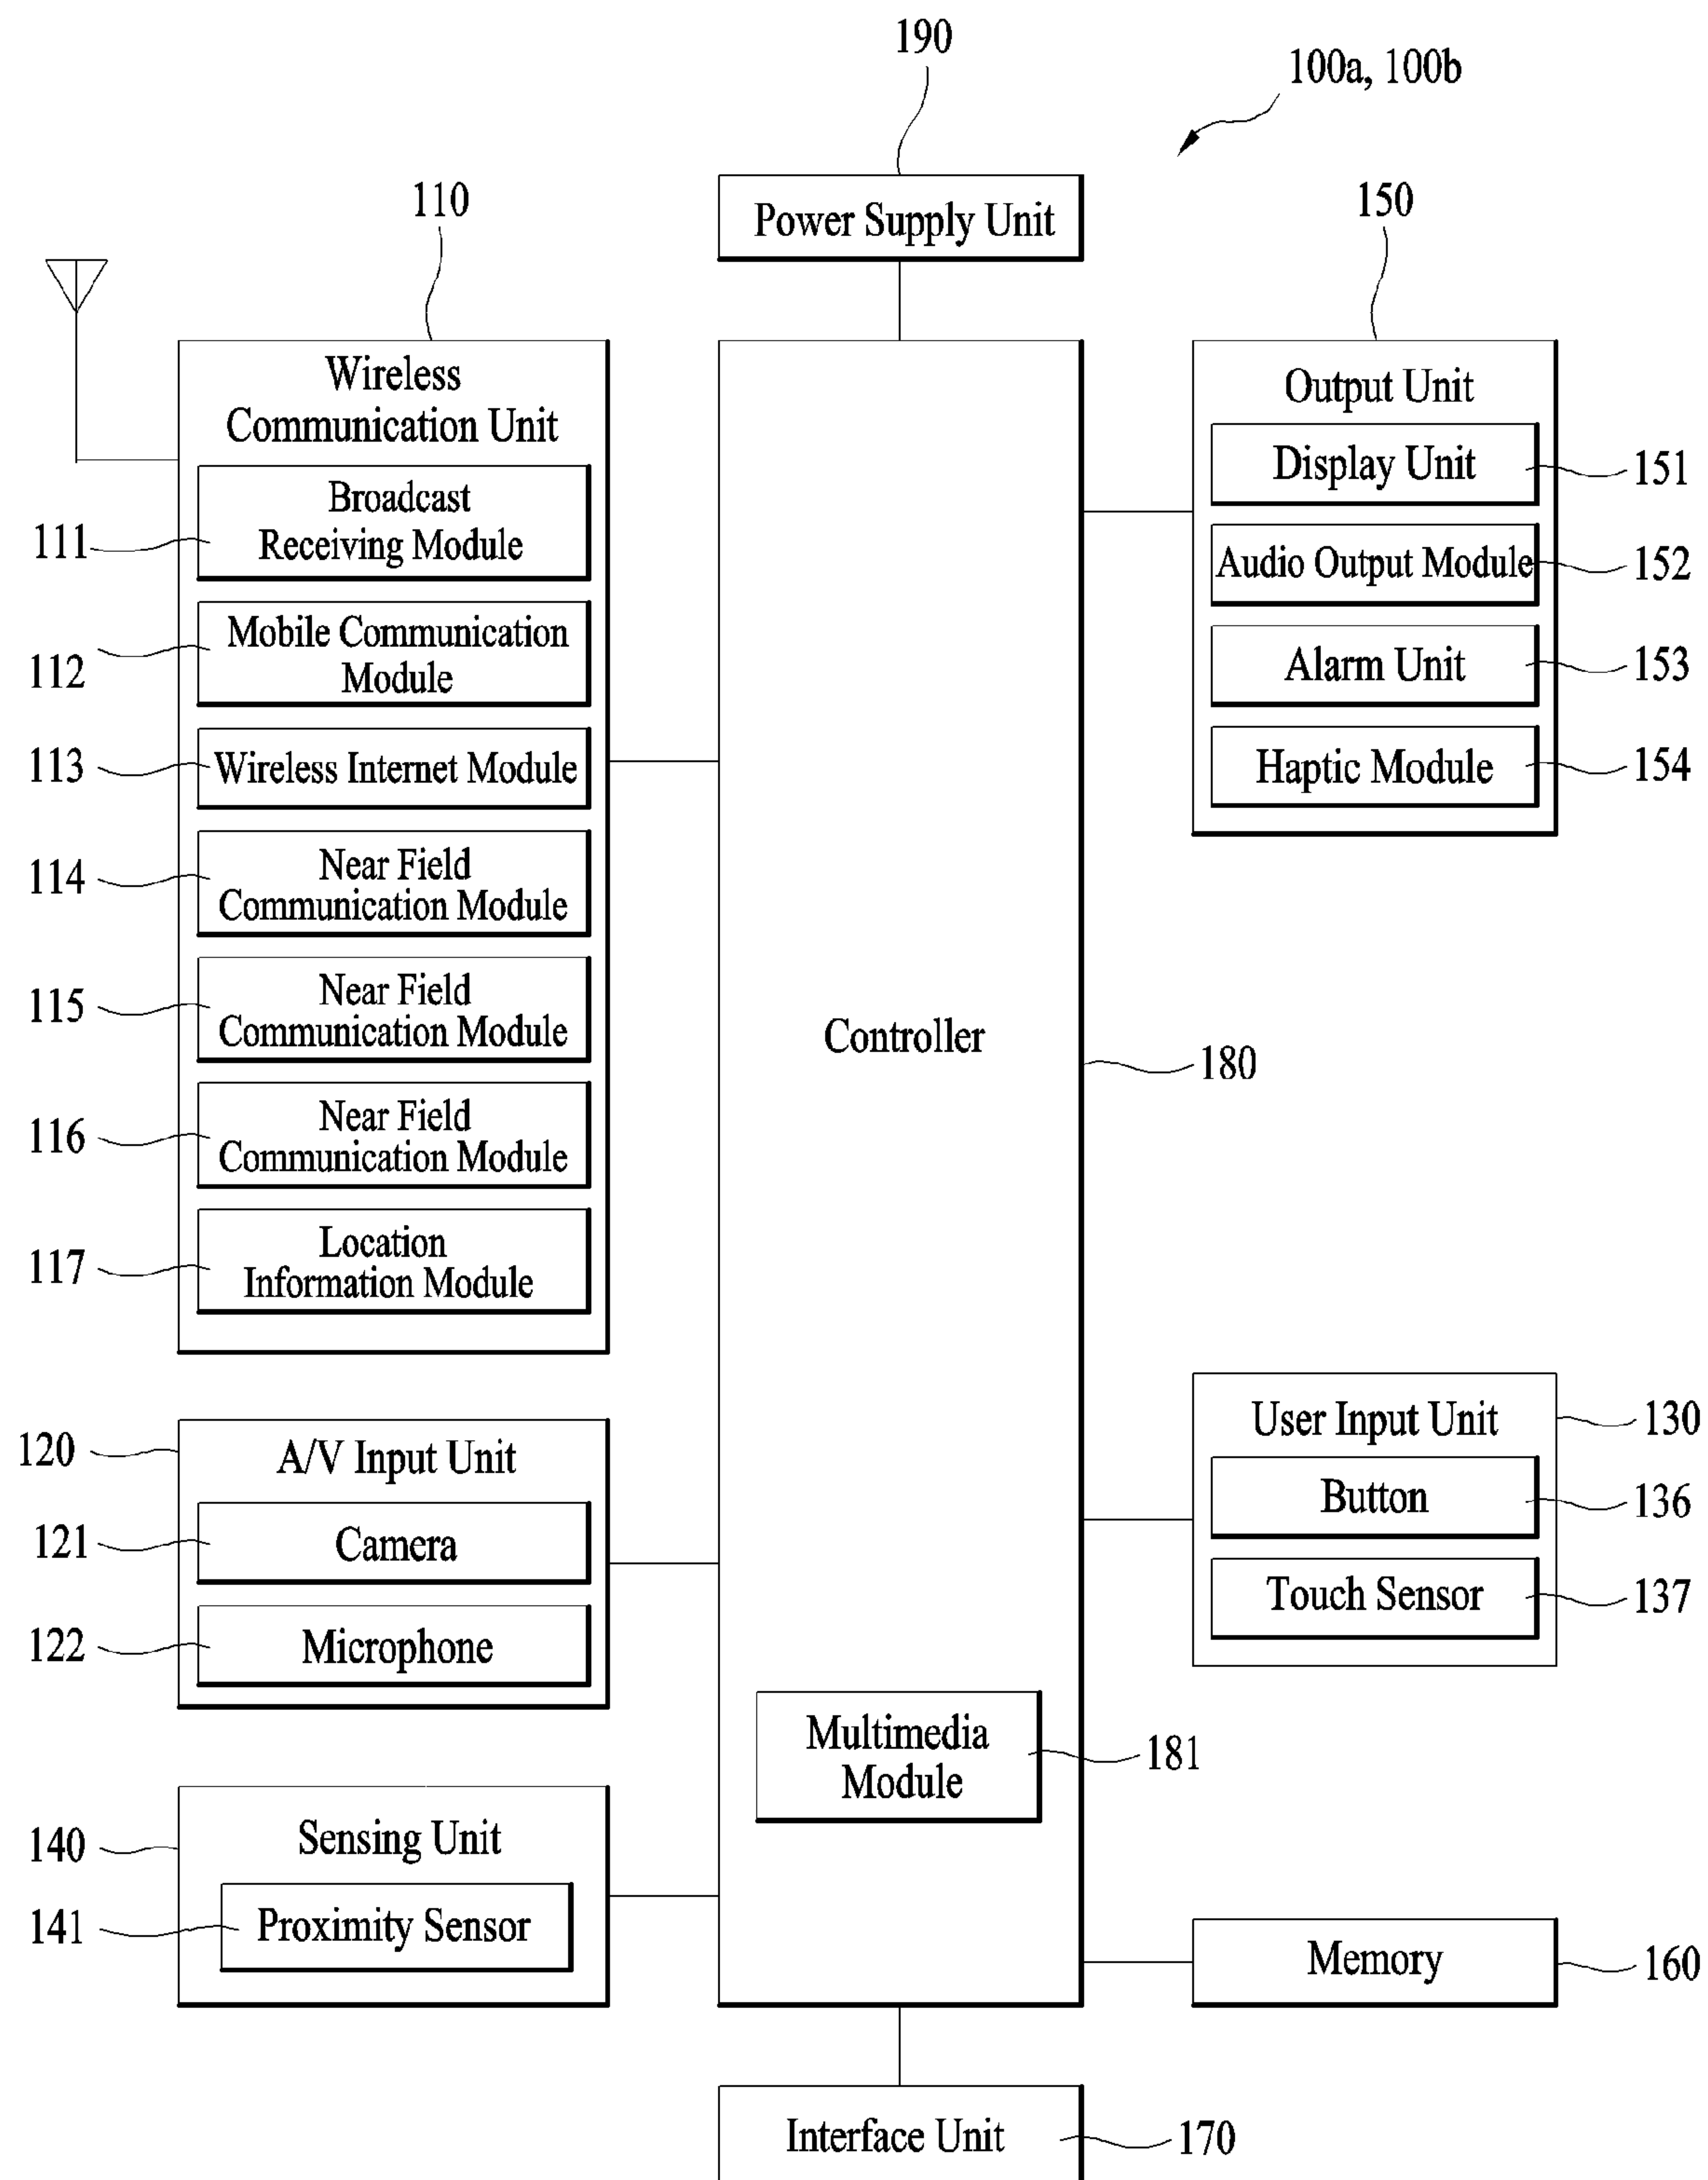 190
100a, 100b
Power Supply Unit
110
150
Wireless
Communication Unit
Broadcast
Receiving Module
111
Mobile Communication
Module
112
Wireless Internet Module
113
Near Field
Communication Module
114
Near Field
Communication Module
115
Near Field
Communication Module
116
Location
Information Module
117
120
A/V Input Unit
121
Camera
122
Microphone
140
Sensing Unit
141
Proximity Sensor
Controller
180
Multimedia
Module
181
Output Unit
Display Unit
151
Audio Output Module
152
Alarm Unit
153
Haptic Module
154
User Input Unit
130
Button
136
Touch Sensor
137
Memory
160
Interface Unit
170